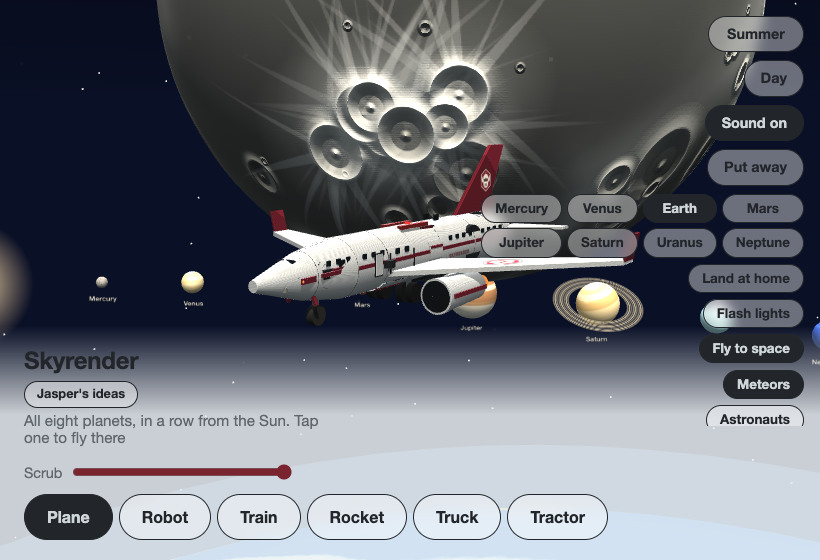 Summer
Day
Sound on
Put away
Mercury Venus Earth Mars
Jupiter Saturn Uranus Neptune
Land at home
Flash lights
Fly to space
Meteors
Astronauts
Mercury
Venus
Mars
Jupiter
Saturn
Skyrender
Jasper's ideas
All eight planets, in a row from the Sun. Tap
one to fly there
Scrub
Plane Robot Train Rocket Truck Tractor